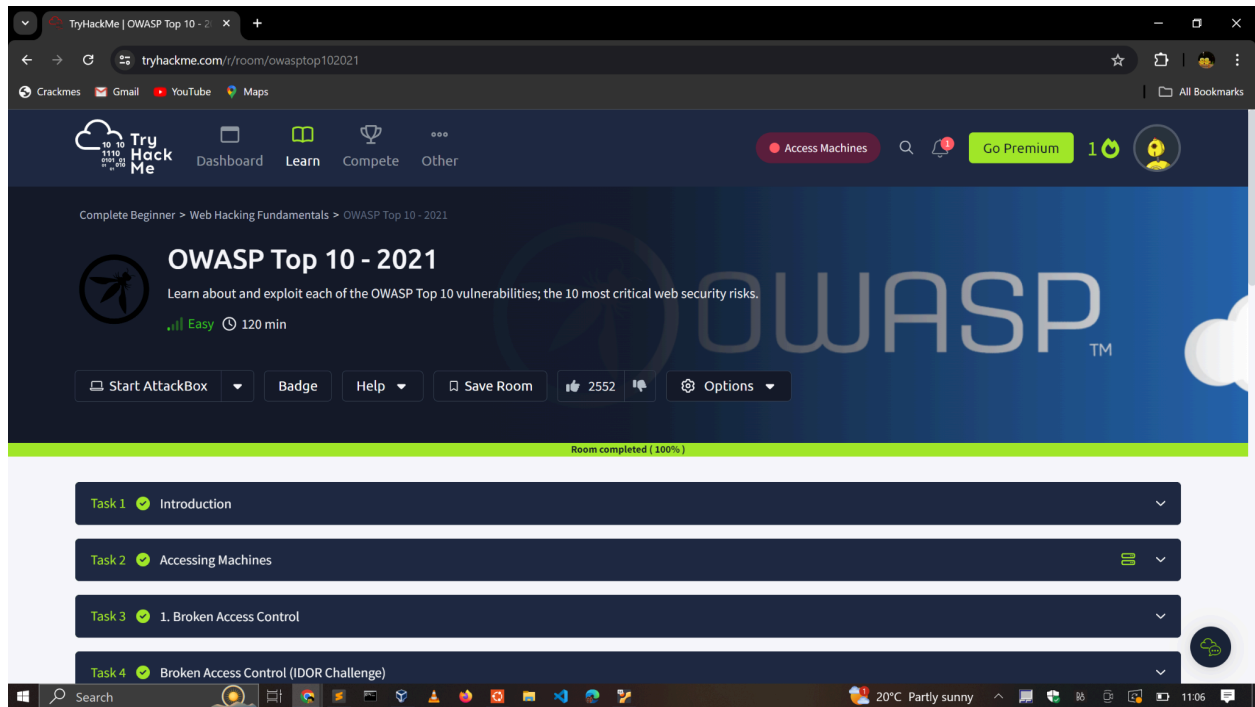 TryHackMe | OWASP Top 10 - 2
tryhackme.com/r/room/owasptop102021
Crackmes Gmail YouTube Maps All Bookmarks
Try Hack Me
Dashboard Learn Compete Other Access Machines 1 Go Premium 1
Complete Beginner > Web Hacking Fundamentals > OWASP Top 10 - 2021
OWASP Top 10 - 2021
Learn about and exploit each of the OWASP Top 10 vulnerabilities; the 10 most critical web security risks.
Easy 120 min
OWASP TM
Start AttackBox Badge Help Save Room 2552 Options
Room completed ( 100% )
Task 1 Introduction
Task 2 Accessing Machines
Task 3 1. Broken Access Control
Task 4 Broken Access Control (IDOR Challenge)
Search 20°C Partly sunny 11:06